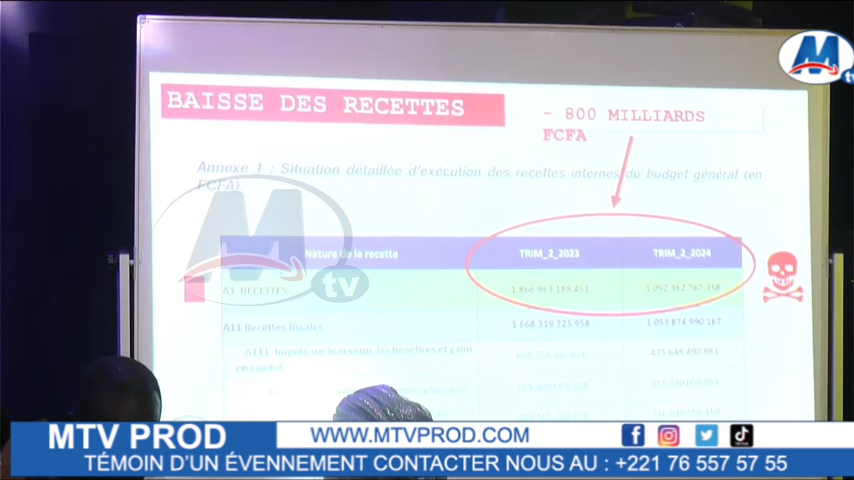 M
tv
BAISSE DES RECETTES
- 800 MILLIARDS
FCFA
Annexe 1 : Situation détaillée d'exécution des recettes internes du budget général (en
FCFA)
M
tv
Nature de la recette TRIM_2_2023 TRIM_2_2024
A1 RECETTES 1 866 963 188 451 1 092 362 767 358
A11 Recettes fiscales 1 668 319 725 958 1 053 874 990 167
A111 Impôts sur le revenu, les bénéfices et gains
en capital 475 648 490 983
MTV PROD
WWW.MTVPROD.COM
TÉMOIN D'UN ÉVENNEMENT CONTACTER NOUS AU : +221 76 557 57 55